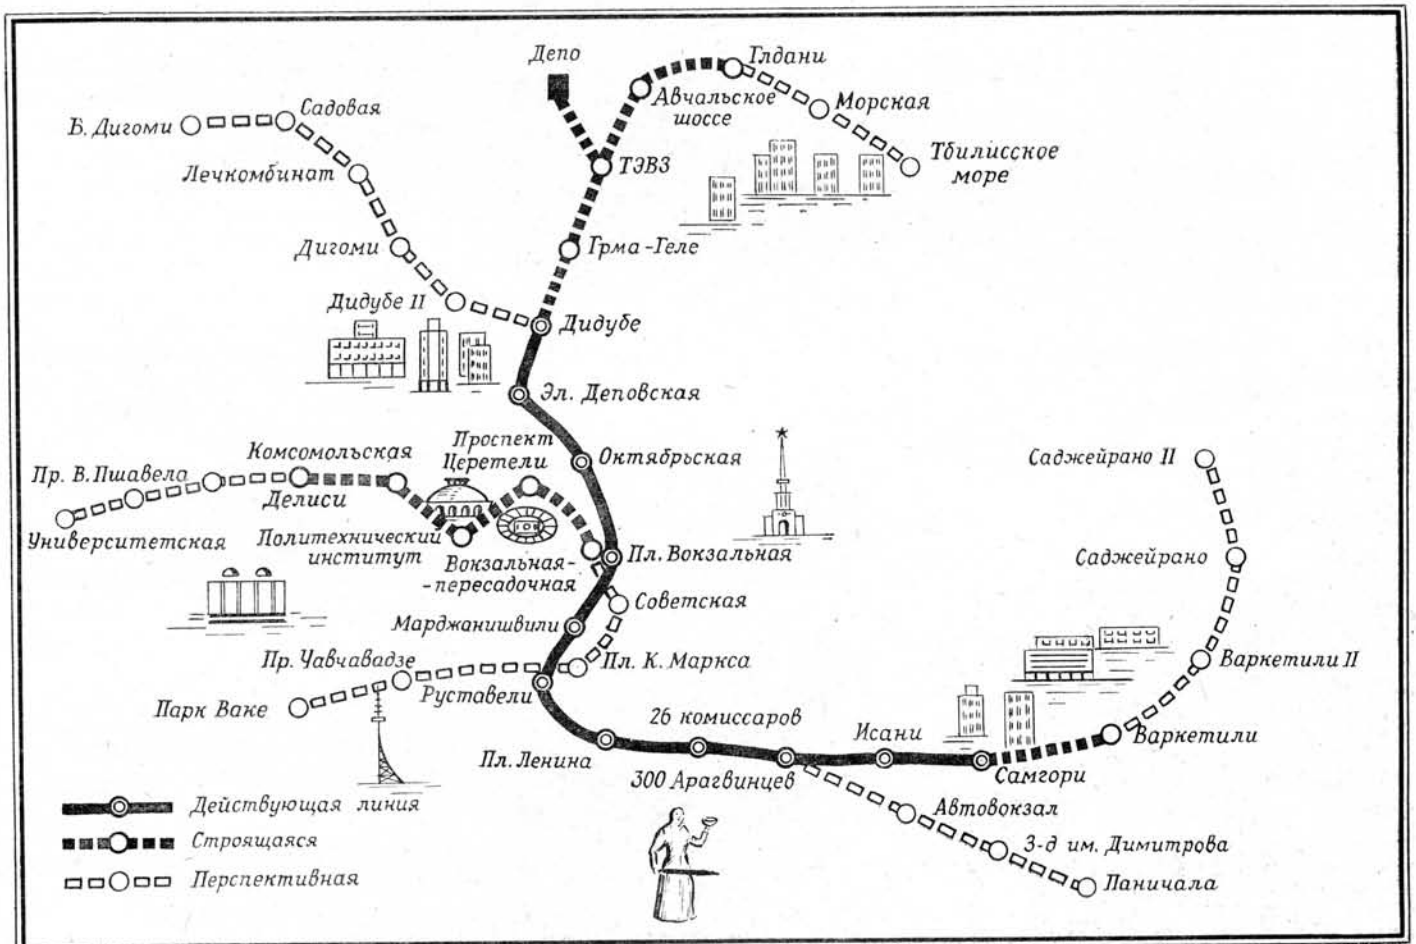 Депо
Глдани
Авчальское
шоссе
Морская
Тбилисское
море
В. Дигоми
Садовая
Лечкомбинат
ТЭВЗ
Дигоми
Грма-Геле
Дидубе II
Дидубе
Эл. Деповская
Проспект
Церетели
Октябрьская
Комсомольская
Пр. В. Пшавела
Делиси
Университетская
Политехнический
институт
Вокзальная-
-пересадочная
Пл. Вокзальная
Саджейрано II
Саджейрано
Советская
Марджанишвили
Пр. Чавчавадзе
Пл. К. Маркса
Варкетили II
Парк Ваке
Руставели
26 комиссаров
Исани
Варкетили
Пл. Ленина
300 Арагвинцев
Самгори
Автовокзал
З-д им. Димитрова
Паничала
Действующая линия
Строящаяся
Перспективная